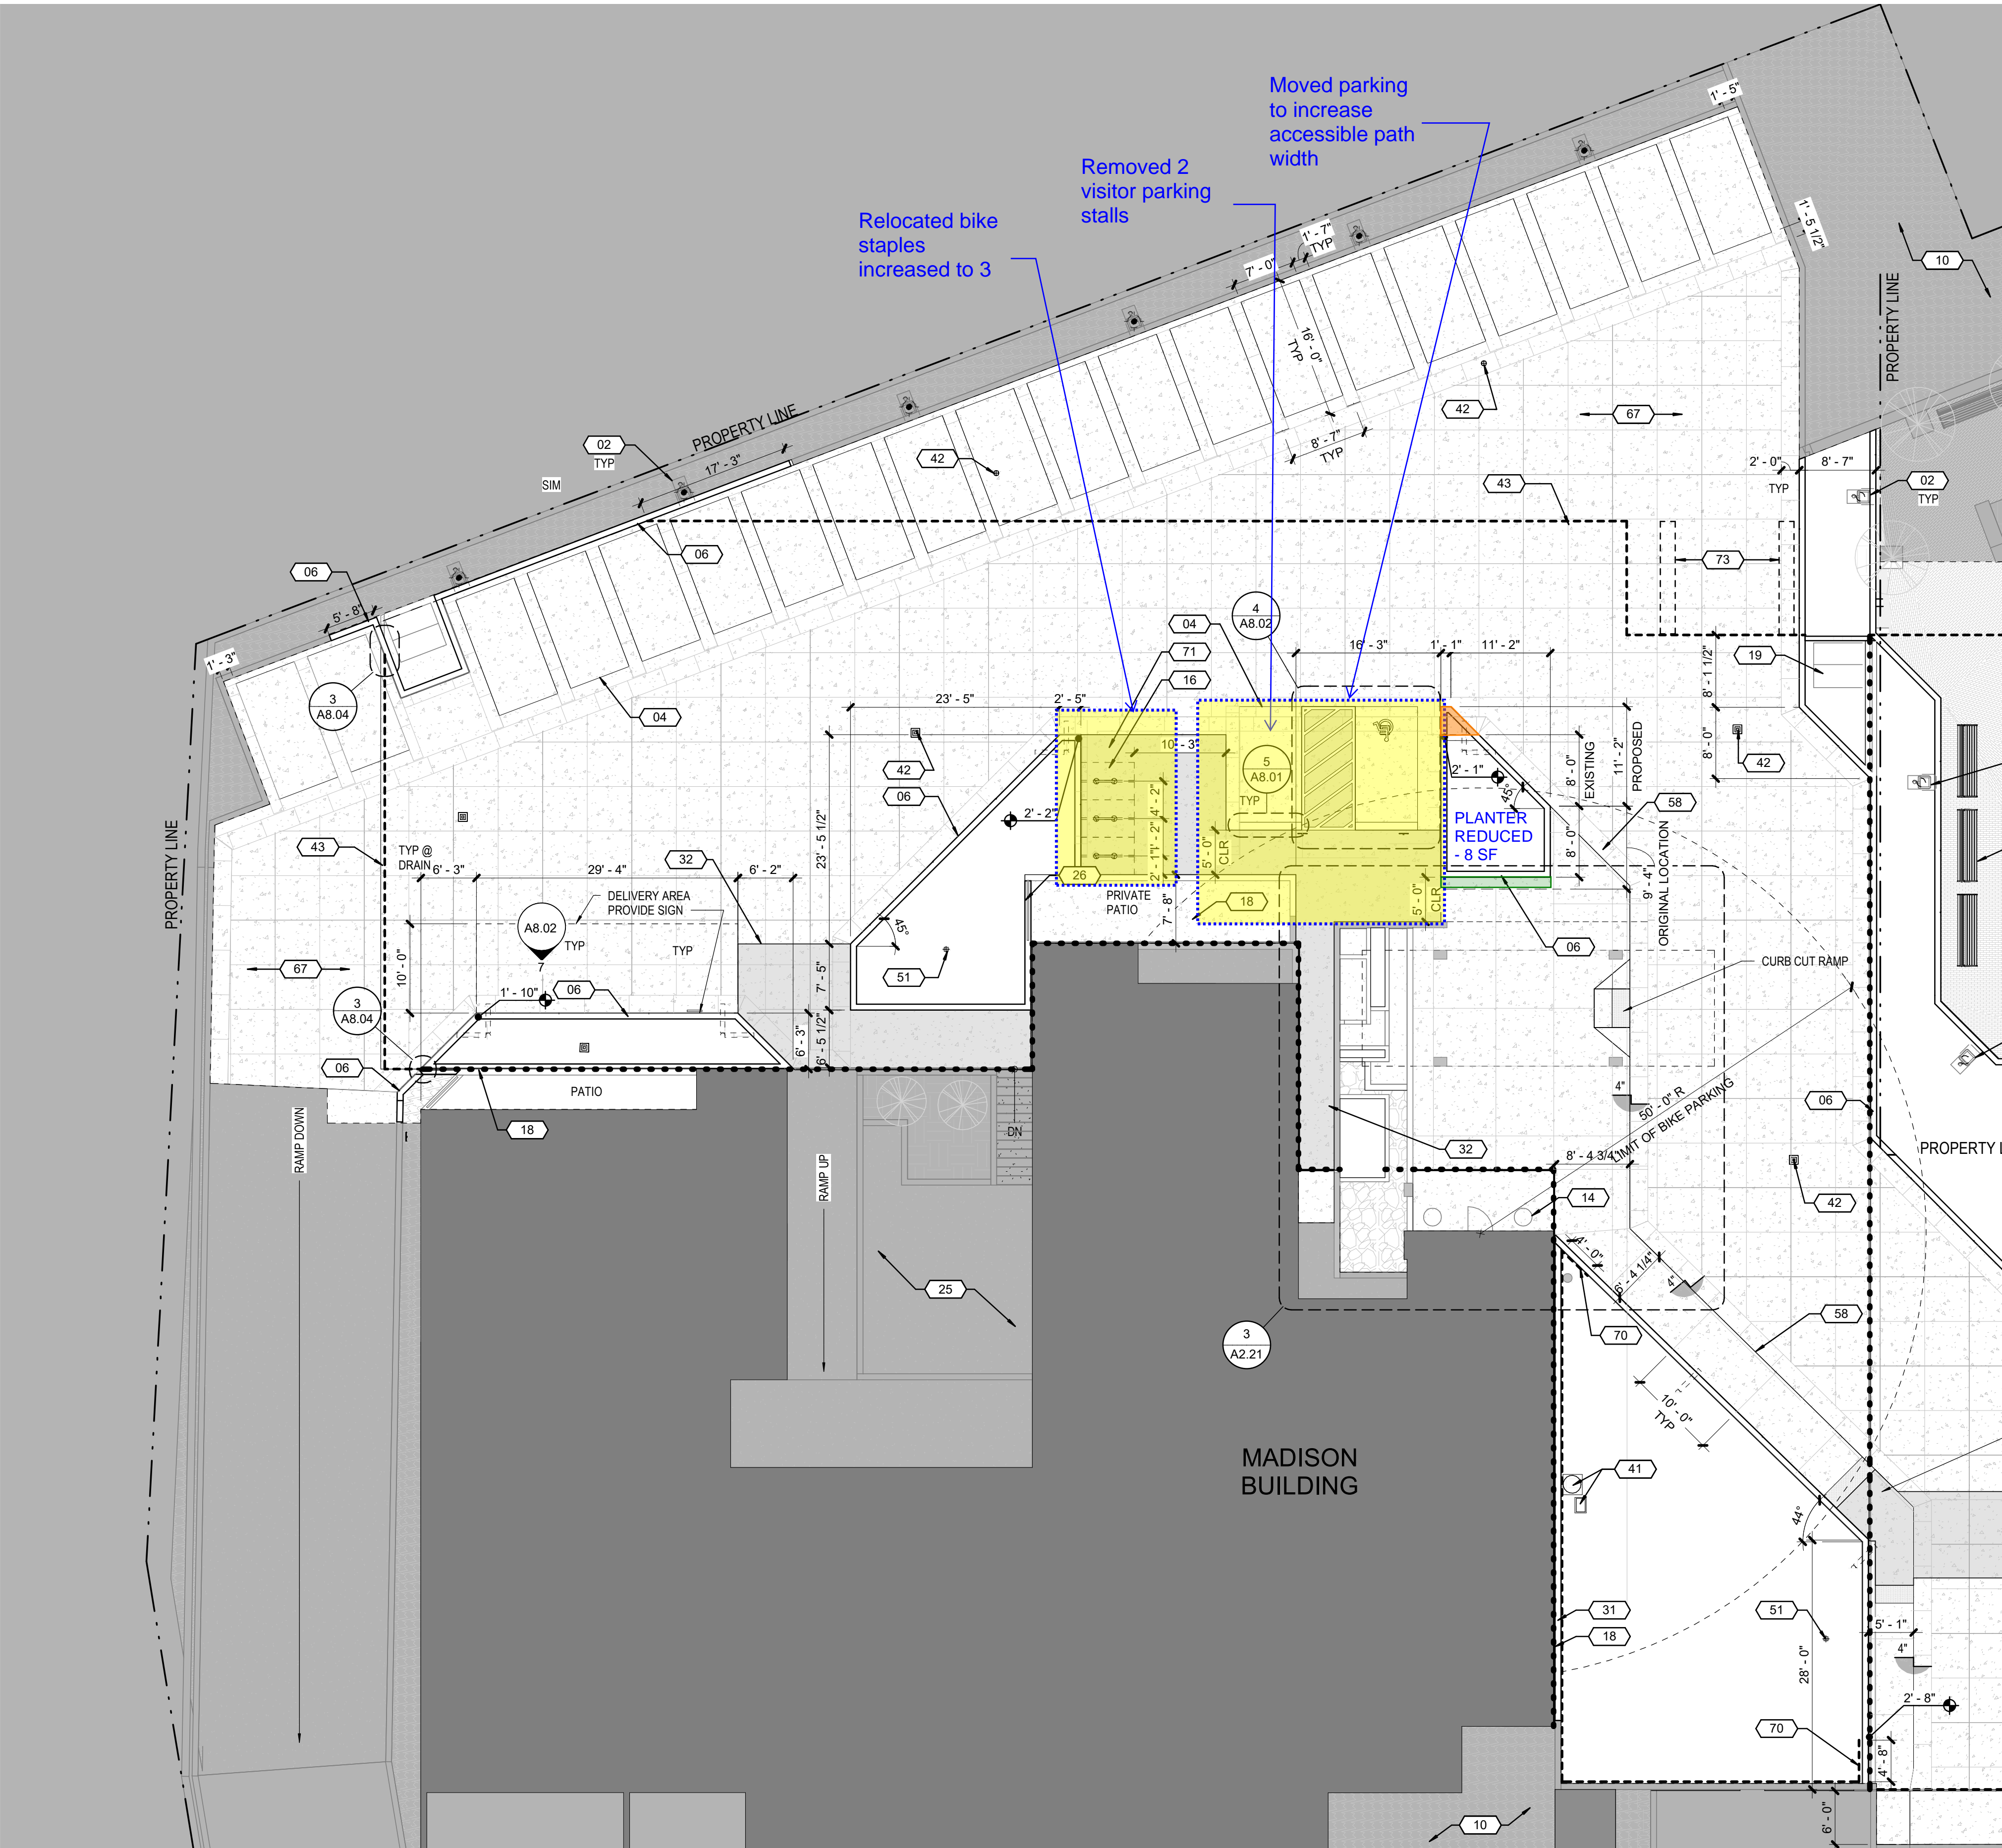 Moved parking
to increase
accessible path
width
Removed 2
visitor parking
stalls
Relocated bike
staples
increased to 3
1' - 5"
1' - 5 1/2"
10
PROPERTY LINE
1' - 7"
TYP
7' - 0"
16' - 0"
TYP
8' - 7"
TYP
42
67
PROPERTY LINE
02
TYP
17' - 3"
SIM
42
43
2' - 0"
TYP
8' - 7"
02
TYP
06
06
73
5' - 8"
1' - 3"
3
A8.04
04
4
A8.02
04
71
16
16' - 3"
1' - 1"
11' - 2"
19
8' - 1 1/2"
8' - 0"
42
23' - 5"
2' - 5"
10' - 3"
5
A8.01
TYP
2' - 1"
45°
8' - 0"
EXISTING
11' - 2"
PROPOSED
58
42
06
2' - 2"
4' - 2"
1' - 2"
2' - 1"
5' - 0"
CLR
PLANTER
REDUCED
- 8 SF
8' - 0"
ORIGINAL LOCATION
9' - 4"
PROPERTY LINE
43
TYP @
DRAIN
6' - 3"
29' - 4"
6' - 2"
32
23' - 5 1/2"
26
PRIVATE
PATIO
7' - 8"
18
5' - 0"
CLR
06
DELIVERY AREA
PROVIDE SIGN
A8.02
7
TYP
TYP
45°
51
67
10' - 0"
3
A8.04
1' - 10"
06
7' - 5"
6' - 3"
6' - 5 1/2"
CURB CUT RAMP
06
PATIO
18
RAMP DOWN
RAMP UP
DN
32
4"
50' - 0" R
LIMIT OF BIKE PARKING
06
PROPERTY L
8' - 4 3/4"
14
42
25
4' - 0"
6' - 4 1/4"
4"
58
3
A2.21
70
10' - 0"
TYP
MADISON
BUILDING
41
44°
31
18
51
5' - 1"
4"
28' - 0"
2' - 8"
70
4' - 8"
10
6' - 0"